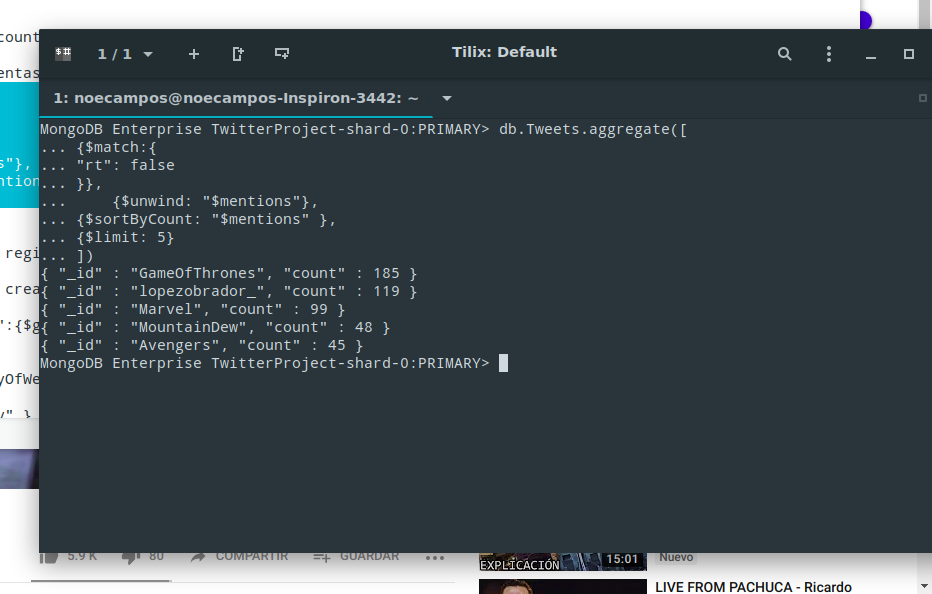 count
entas
s"},
ntion
regi
crea
":{$g
yOfWe
y" }
1 / 1
Tilix: Default
1: noecampos@noecampos-Inspiron-3442: ~
MongoDB Enterprise TwitterProject-shard-0:PRIMARY> db.Tweets.aggregate([
... {$match:{
... "rt": false
... }},
...     {$unwind: "$mentions"},
... {$sortByCount: "$mentions" },
... {$limit: 5}
... ])
{ "_id" : "GameOfThrones", "count" : 185 }
{ "_id" : "lopezobrador_", "count" : 119 }
{ "_id" : "Marvel", "count" : 99 }
{ "_id" : "MountainDew", "count" : 48 }
{ "_id" : "Avengers", "count" : 45 }
MongoDB Enterprise TwitterProject-shard-0:PRIMARY>
5.9 K 80 COMPARTIR GUARDAR
EXPLICACIÓN 15:01 Nuevo
LIVE FROM PACHUCA - Ricardo